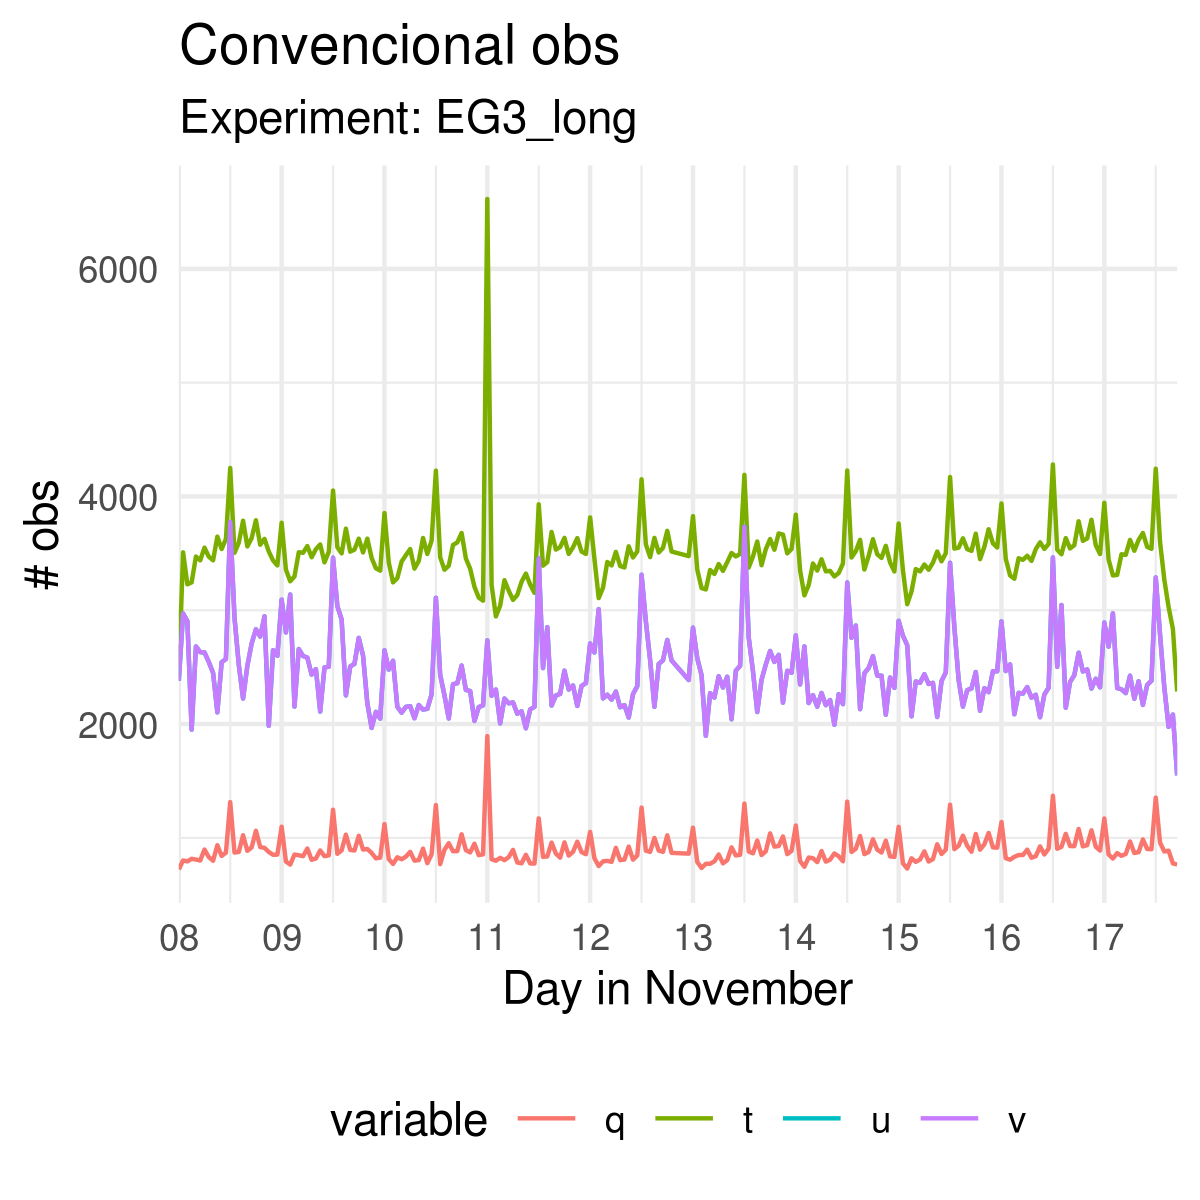 Convencional obs
Experiment: EG3_long
# obs
6000
4000
2000
08 09 10 11 12 13 14 15 16 17
Day in November
variable q t u v